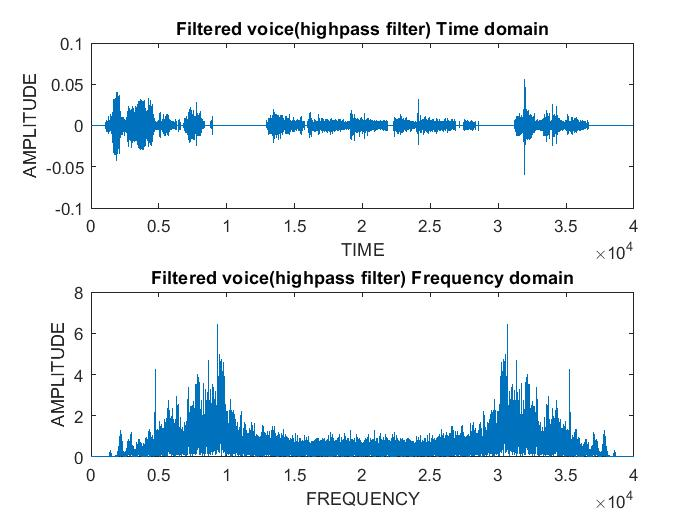 Filtered voice(highpass filter) Time domain
0.1
0.05
0
-0.05
-0.1
AMPLITUDE
0 0.5 1 1.5 2 2.5 3 3.5 4
TIME
×10^4
Filtered voice(highpass filter) Frequency domain
8
6
4
2
0
AMPLITUDE
0 0.5 1 1.5 2 2.5 3 3.5 4
FREQUENCY
×10^4